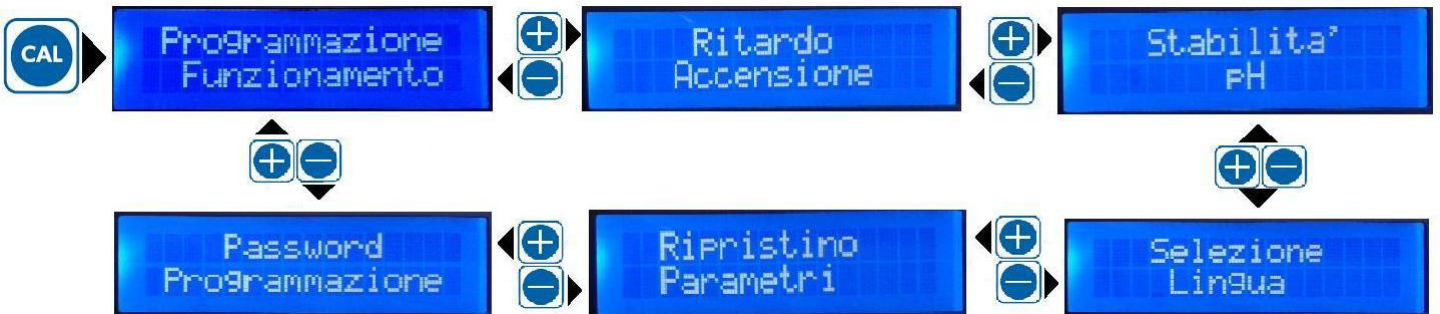 CAL
Programmazione
Funzionamento
Ritardo
Accensione
Stabilita'
pH
Password
Programmazione
Ripristino
Parametri
Selezione
Lingua